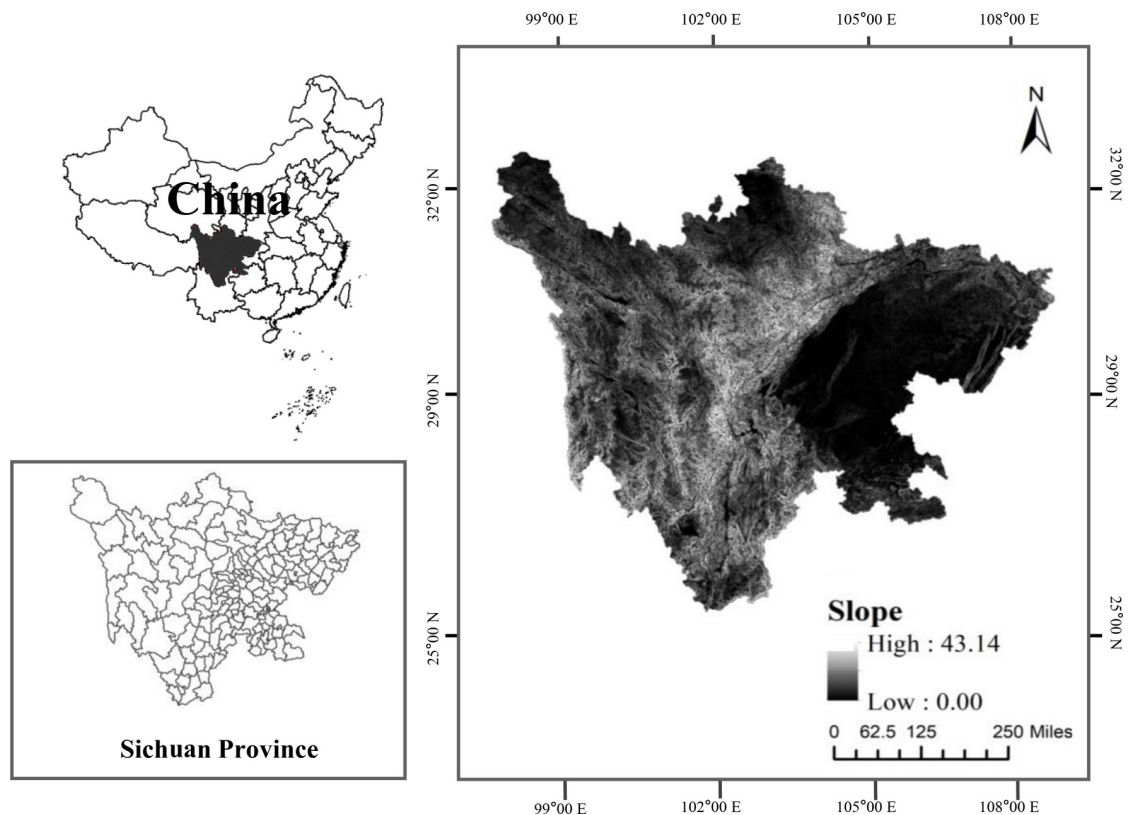 99°00′ E 102°00′ E 105°00′ E 108°00′ E
China
N
32°00′ N
32°00′ N
29°00′ N
29°00′ N
25°00′ N
25°00′ N
Sichuan Province
Slope
High : 43.14
Low : 0.00
0 62.5 125 250 Miles
99°00′ E 102°00′ E 105°00′ E 108°00′ E